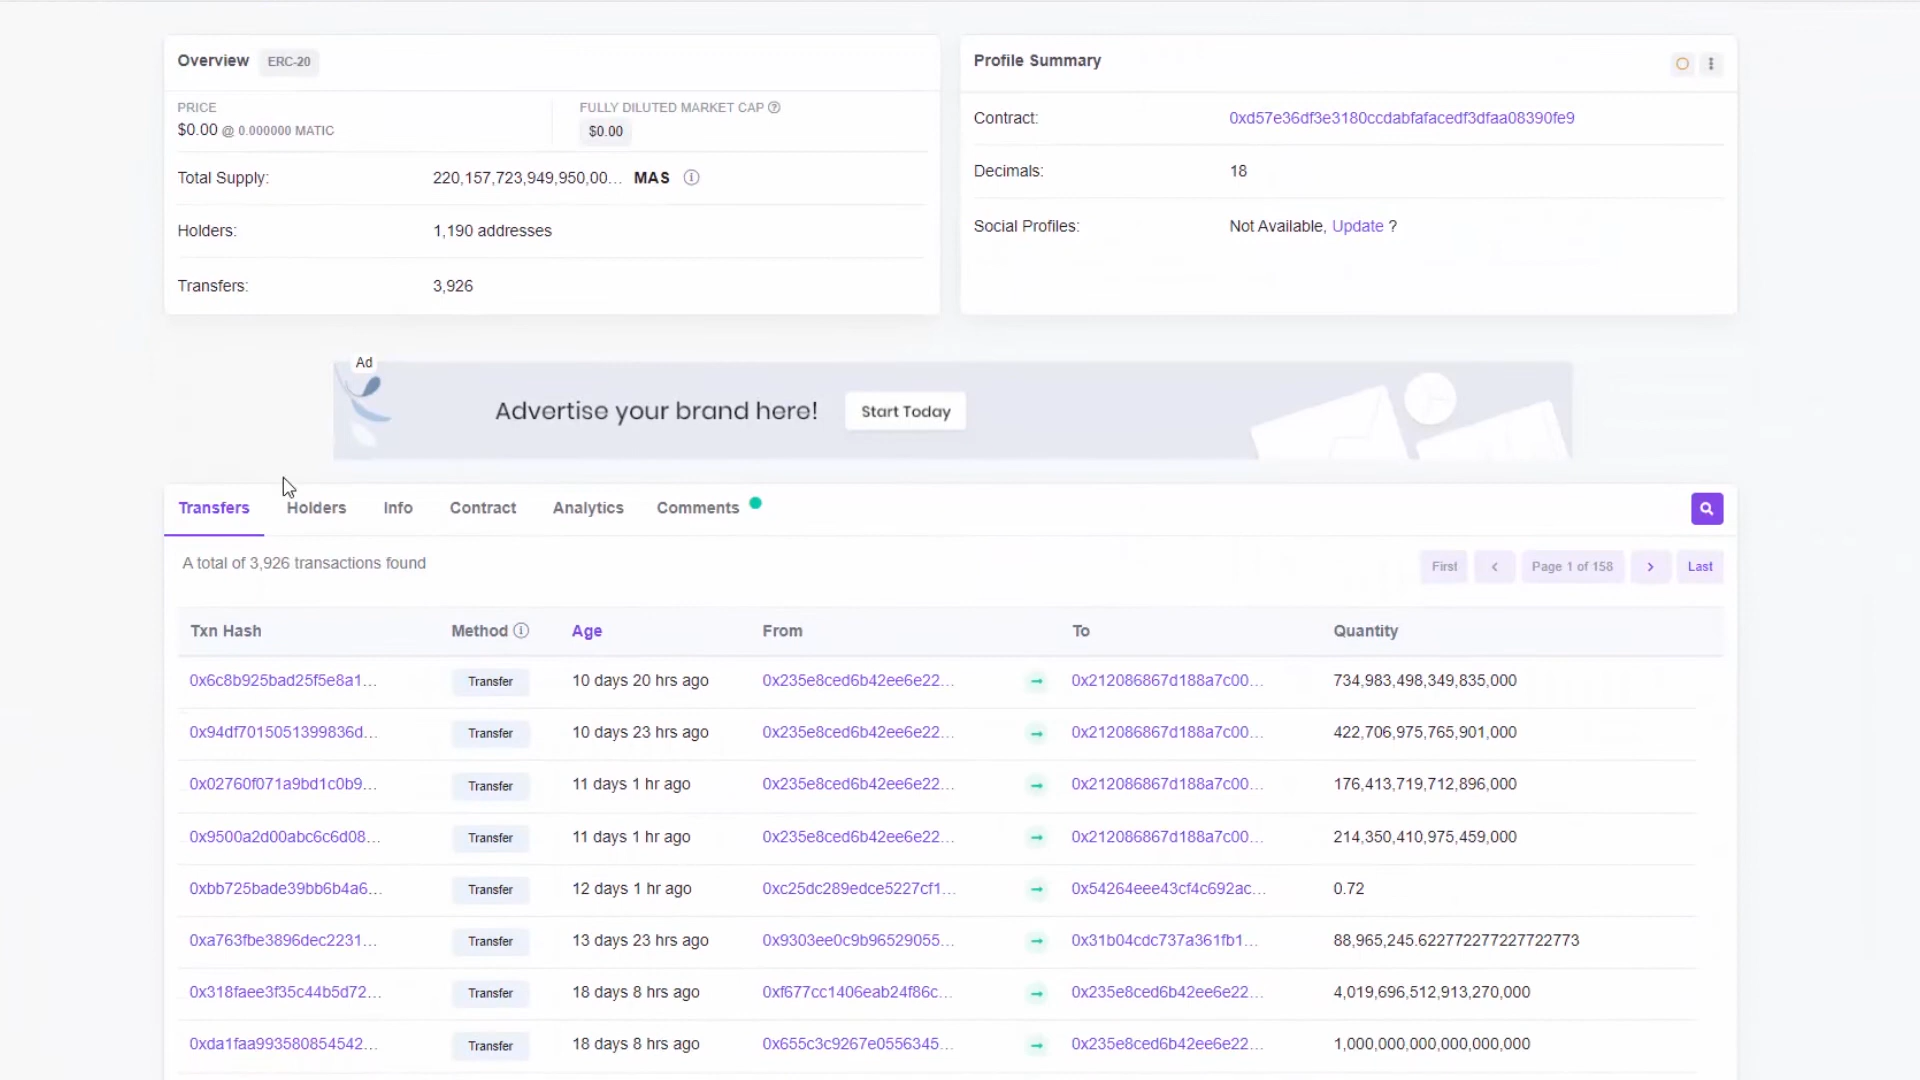 Overview ERC-20
PRICE
$0.00 @ 0.000000 MATIC
FULLY DILUTED MARKET CAP
$0.00
Total Supply: 220,157,723,949,950,00... MAS
Holders: 1,190 addresses
Transfers: 3,926
Profile Summary
Contract: 0xd57e36df3e3180ccdabfafacedf3dfaa08390fe9
Decimals: 18
Social Profiles: Not Available, Update ?
Ad
Advertise your brand here! Start Today
Transfers Holders Info Contract Analytics Comments
A total of 3,926 transactions found
First Page 1 of 158 Last
Txn Hash Method Age From To Quantity
0x6c8b925bad25f5e8a1... Transfer 10 days 20 hrs ago 0x235e8ced6b42ee6e22... 0x212086867d188a7c00... 734,983,498,349,835,000
0x94df7015051399836d... Transfer 10 days 23 hrs ago 0x235e8ced6b42ee6e22... 0x212086867d188a7c00... 422,706,975,765,901,000
0x02760f071a9bd1c0b9... Transfer 11 days 1 hr ago 0x235e8ced6b42ee6e22... 0x212086867d188a7c00... 176,413,719,712,896,000
0x9500a2d00abc6c6d08... Transfer 11 days 1 hr ago 0x235e8ced6b42ee6e22... 0x212086867d188a7c00... 214,350,410,975,459,000
0xbb725bade39bb6b4a6... Transfer 12 days 1 hr ago 0xc25dc289edce5227cf1... 0x54264eee43cf4c692ac... 0.72
0xa763fbe3896dec2231... Transfer 13 days 23 hrs ago 0x9303ee0c9b96529055... 0x31b04cdc737a361fb1... 88,965,245.622772277227722773
0x318faee3f35c44b5d72... Transfer 18 days 8 hrs ago 0xf677cc1406eab24f86c... 0x235e8ced6b42ee6e22... 4,019,696,512,913,270,000
0xda1faa993580854542... Transfer 18 days 8 hrs ago 0x655c3c9267e0556345... 0x235e8ced6b42ee6e22... 1,000,000,000,000,000,000